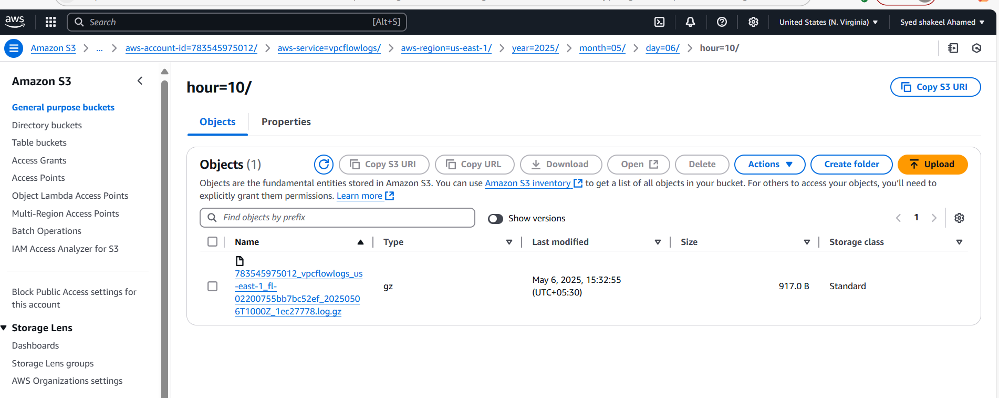 aws
Search
[Alt+S]
United States (N. Virginia)
Syed shakeel Ahamed
Amazon S3
...
aws-account-id=783545975012/
aws-service=vpcflowlogs/
aws-region=us-east-1/
year=2025/
month=05/
day=06/
hour=10/
Amazon S3
General purpose buckets
Directory buckets
Table buckets
Access Grants
Access Points
Object Lambda Access Points
Multi-Region Access Points
Batch Operations
IAM Access Analyzer for S3
Block Public Access settings for
this account
Storage Lens
Dashboards
Storage Lens groups
AWS Organizations settings
hour=10/
Copy S3 URI
Objects
Properties
Objects (1)
Copy S3 URI
Copy URL
Download
Open
Delete
Actions
Create folder
Upload
Objects are the fundamental entities stored in Amazon S3. You can use Amazon S3 inventory to get a list of all objects in your bucket. For others to access your objects, you'll need to
explicitly grant them permissions. Learn more
Find objects by prefix
Show versions
1
Name
Type
Last modified
Size
Storage class
783545975012_vpcflowlogs_us
-east-1_fl-
02200755bb7bc52ef_2025050
6T1000Z_1ec27778.log.gz
gz
May 6, 2025, 15:32:55
(UTC+05:30)
917.0 B
Standard